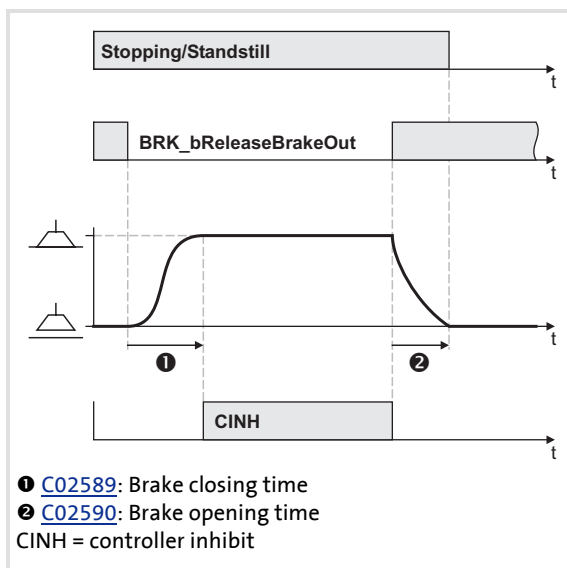 Stopping/Standstill
t
BRK_bReleaseBrakeOut
t
t
❶ ❷
CINH
t
❶ C02589: Brake closing time
❷ C02590: Brake opening time
CINH = controller inhibit